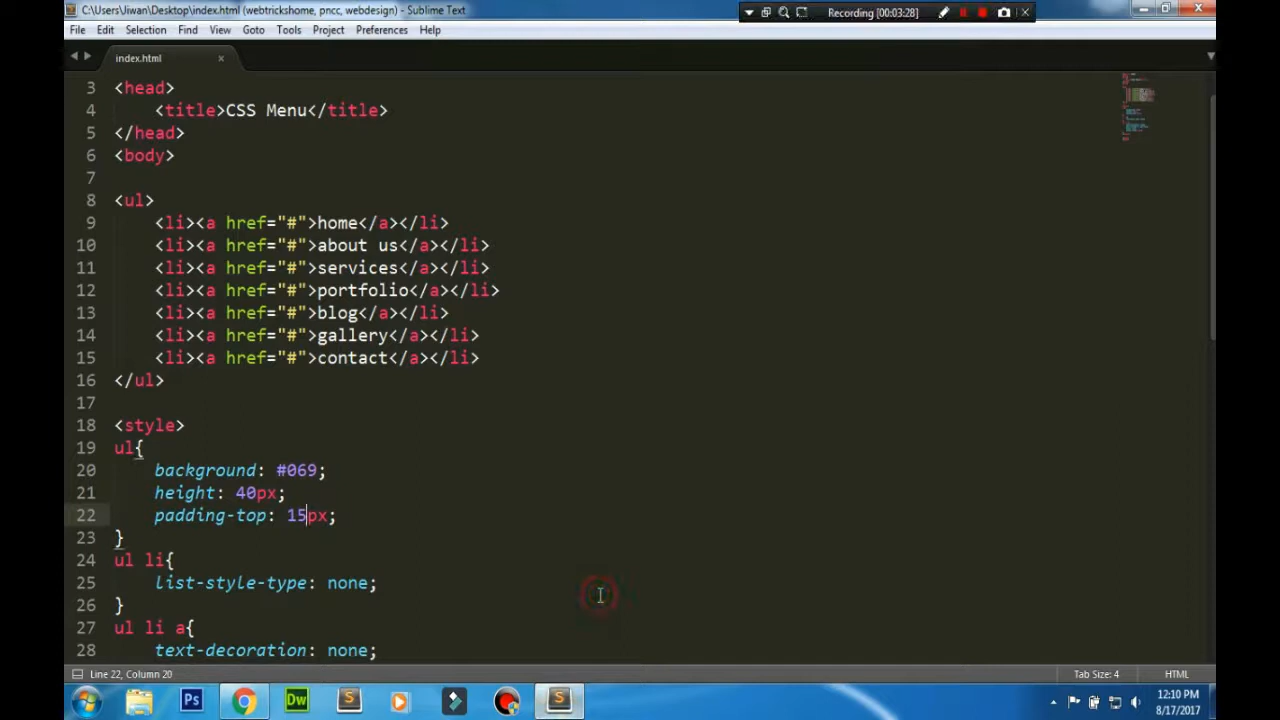 C:\Users\Jiwan\Desktop\index.html (webtrickshome, pncc, webdesign) - Sublime Text
Recording [00:03:28]
File Edit Selection Find View Goto Tools Project Preferences Help
index.html
3 <head>
4 <title>CSS Menu</title>
5 </head>
6 <body>
7
8 <ul>
9 <li><a href="#">home</a></li>
10 <li><a href="#">about us</a></li>
11 <li><a href="#">services</a></li>
12 <li><a href="#">portfolio</a></li>
13 <li><a href="#">blog</a></li>
14 <li><a href="#">gallery</a></li>
15 <li><a href="#">contact</a></li>
16 </ul>
17
18 <style>
19 ul{
20 background: #069;
21 height: 40px;
22 padding-top: 15px;
23 }
24 ul li{
25 list-style-type: none;
26 }
27 ul li a{
28 text-decoration: none;
Line 22, Column 20 Tab Size: 4 HTML
Ps Dw S S
12:10 PM
8/17/2017